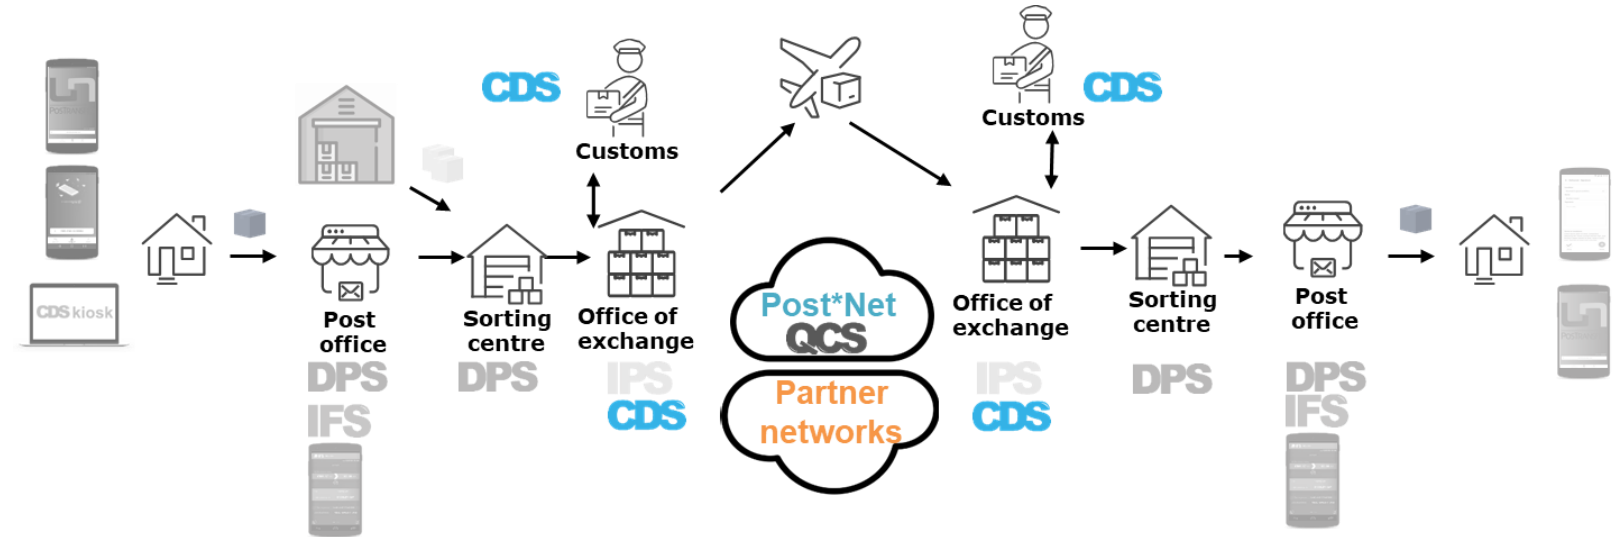 CDS kiosk
Post
office
DPS
IFS
Sorting
centre
DPS
CDS
Customs
Office of
exchange
IPS
CDS
Post*Net
QCS
Partner
networks
Customs
CDS
Office of
exchange
IPS
CDS
Sorting
centre
DPS
Post
office
DPS
IFS